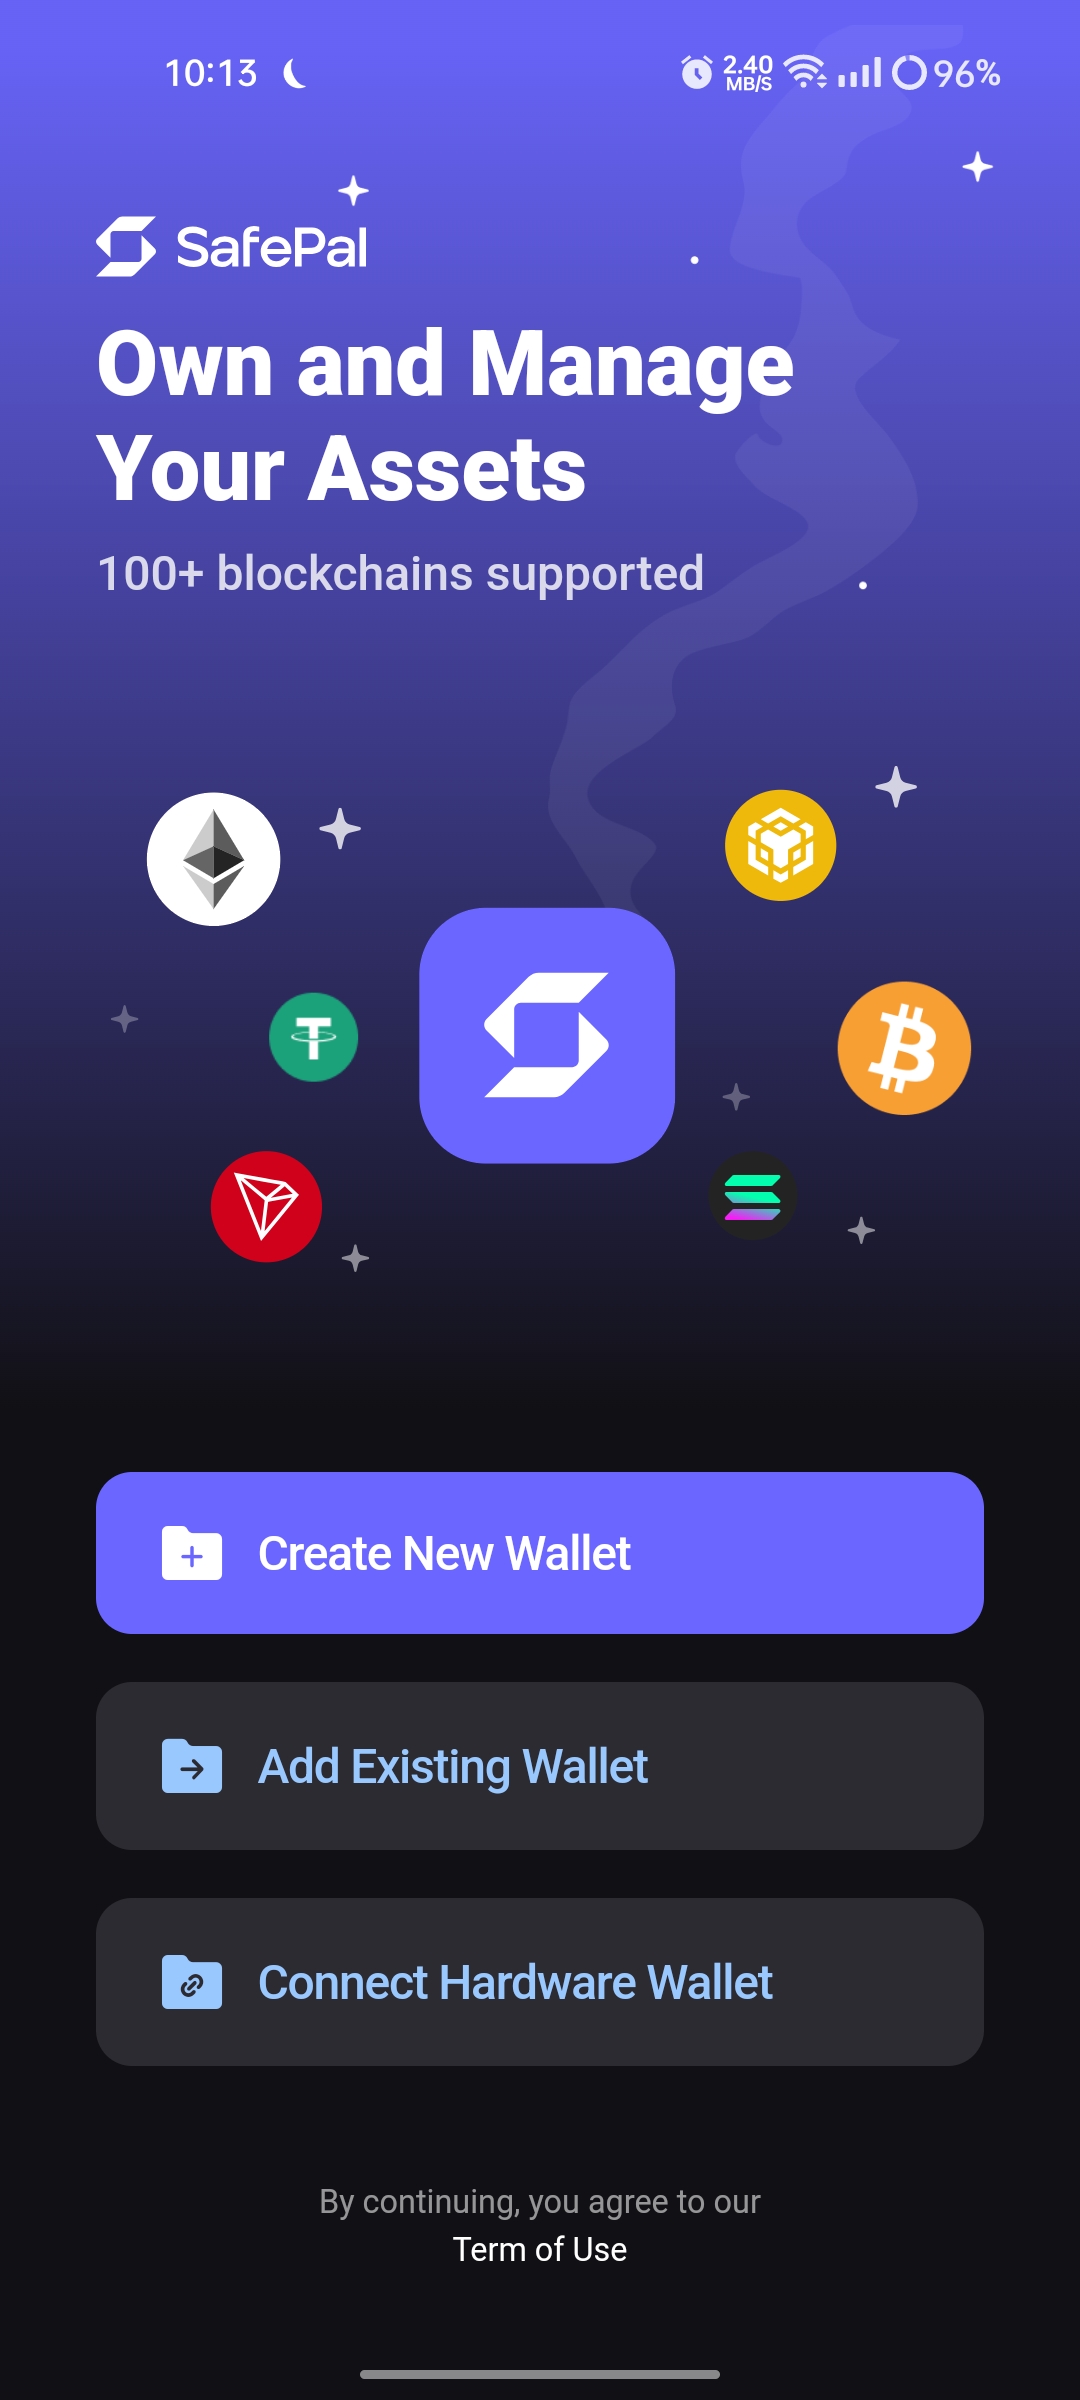 10:13
2.40
MB/S
96%
SafePal
Own and Manage
Your Assets
100+ blockchains supported
Create New Wallet
Add Existing Wallet
Connect Hardware Wallet
By continuing, you agree to our
Term of Use